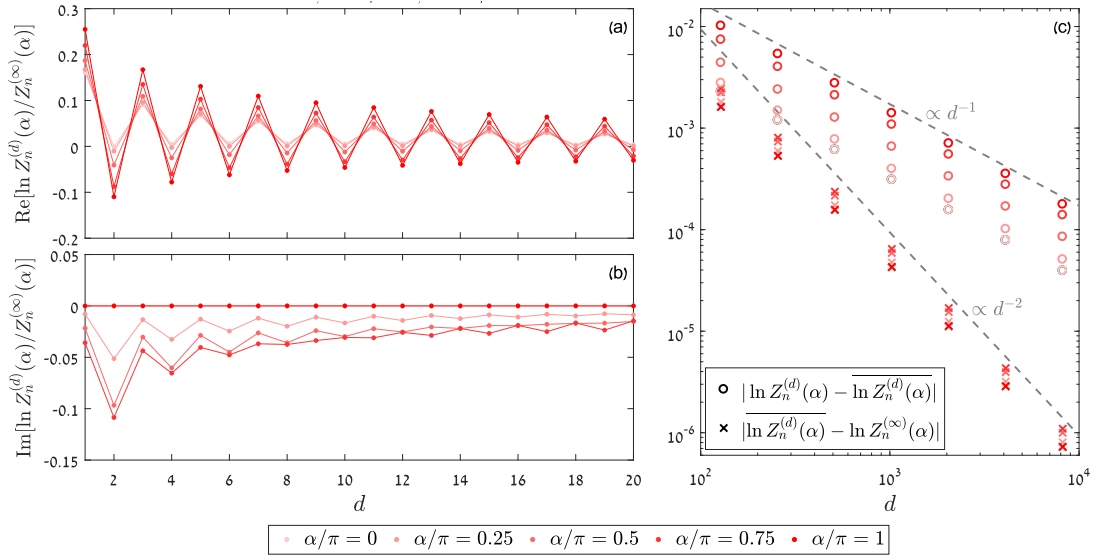 0.3
0.2
0.1
0
-0.1
-0.2
Re[ln Z_n^{(d)}(α)/Z_n^{(∞)}(α)]
(a)
0.05
0
-0.05
-0.1
-0.15
Im[ln Z_n^{(d)}(α)/Z_n^{(∞)}(α)]
(b)
2 4 6 8 10 12 14 16 18 20
d
10^{-2}
10^{-3}
10^{-4}
10^{-5}
10^{-6}
(c)
∝ d^{-1}
∝ d^{-2}
| ln Z_n^{(d)}(α) − \overline{ln Z_n^{(d)}(α)}|
|\overline{ln Z_n^{(d)}(α)} − ln Z_n^{(∞)}(α)|
10^2 10^3 10^4
d
α/π = 0 α/π = 0.25 α/π = 0.5 α/π = 0.75 α/π = 1